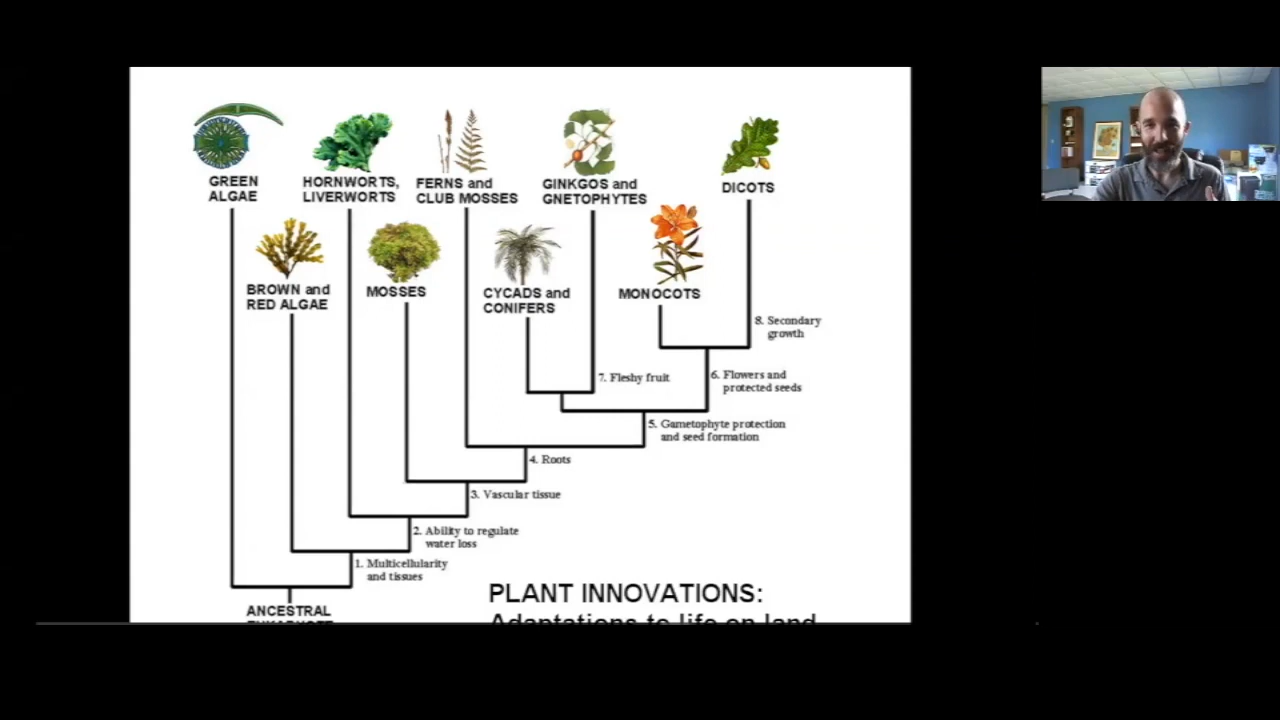 GREEN
ALGAE
HORNWORTS,
LIVERWORTS
FERNS and
CLUB MOSSES
GINKGOS and
GNETOPHYTES
DICOTS
BROWN and
RED ALGAE
MOSSES
CYCADS and
CONIFERS
MONOCOTS
8. Secondary
growth
7. Fleshy fruit
6. Flowers and
protected seeds
5. Gametophyte protection
and seed formation
4. Roots
3. Vascular tissue
2. Ability to regulate
water loss
1. Multicellularity
and tissues
PLANT INNOVATIONS:
Adaptations to life on land
ANCESTRAL